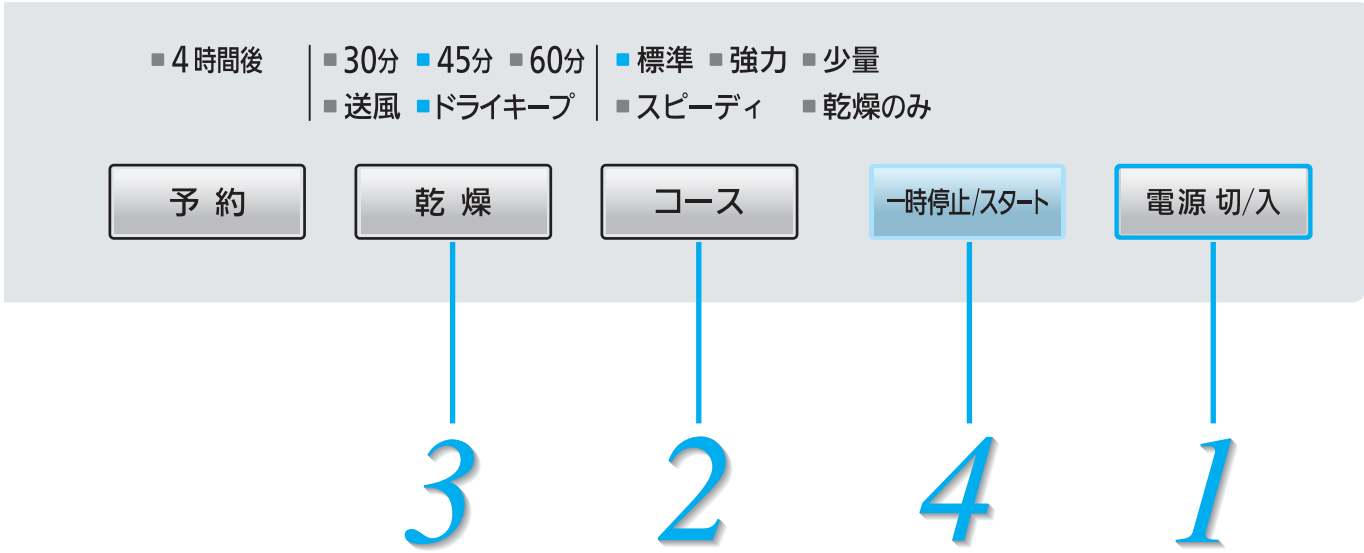 4時間後 30分 45分 60分 標準 強力 少量
送風 ドライキープ スピーディ 乾燥のみ
予約 乾燥 コース 一時停止/スタート 電源 切/入
3 2 4 1